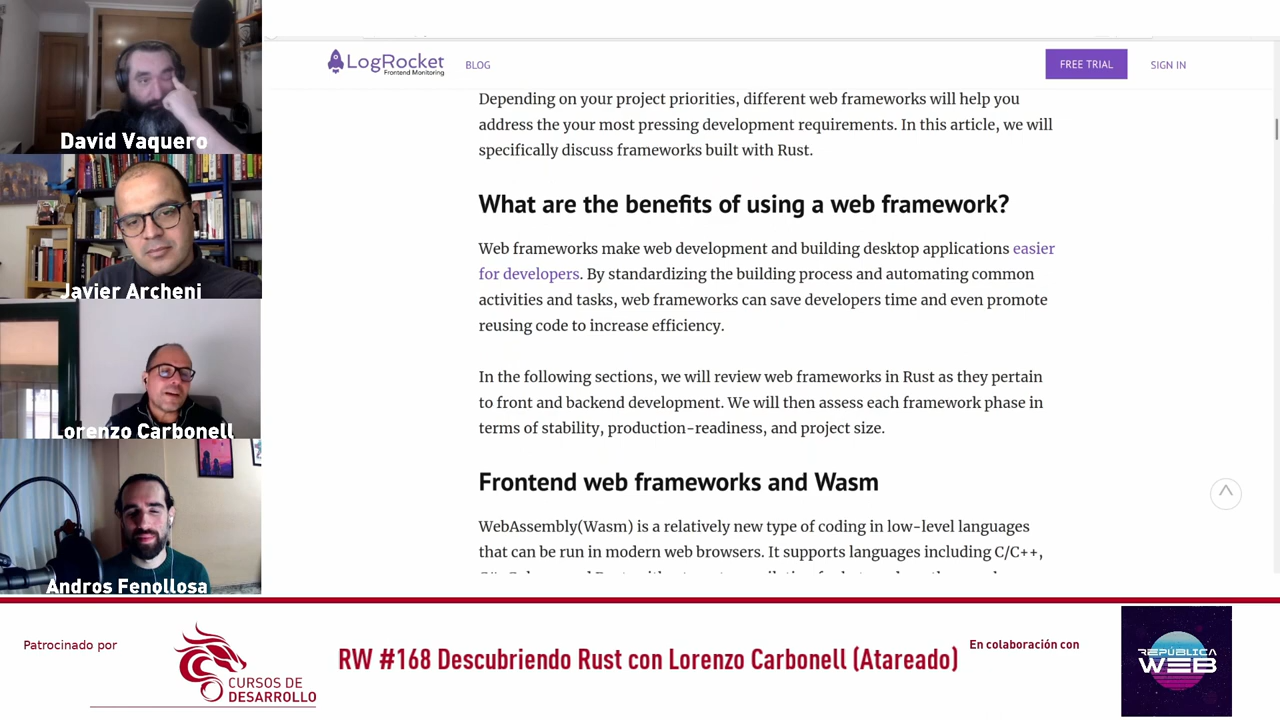 David Vaquero
Javier Archeni
Lorenzo Carbonell
Andros Fenollosa
LogRocket
Frontend Monitoring
BLOG
FREE TRIAL
SIGN IN
Depending on your project priorities, different web frameworks will help you
address the your most pressing development requirements. In this article, we will
specifically discuss frameworks built with Rust.
What are the benefits of using a web framework?
Web frameworks make web development and building desktop applications easier
for developers. By standardizing the building process and automating common
activities and tasks, web frameworks can save developers time and even promote
reusing code to increase efficiency.
In the following sections, we will review web frameworks in Rust as they pertain
to front and backend development. We will then assess each framework phase in
terms of stability, production-readiness, and project size.
Frontend web frameworks and Wasm
WebAssembly(Wasm) is a relatively new type of coding in low-level languages
that can be run in modern web browsers. It supports languages including C/C++,
Patrocinado por
CURSOS DE
DESARROLLO
RW #168 Descubriendo Rust con Lorenzo Carbonell (Atareado)
En colaboración con
REPÚBLICA
WEB